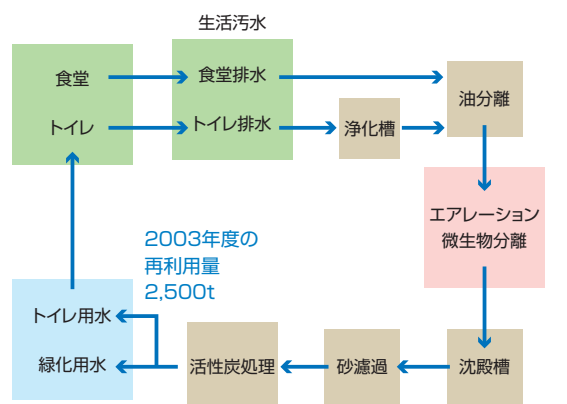 生活汚水
食堂
食堂排水
油分離
トイレ
トイレ排水
浄化槽
エアレーション
微生物分離
2003年度の
再利用量
2,500t
トイレ用水
緑化用水
活性炭処理
砂濾過
沈殿槽